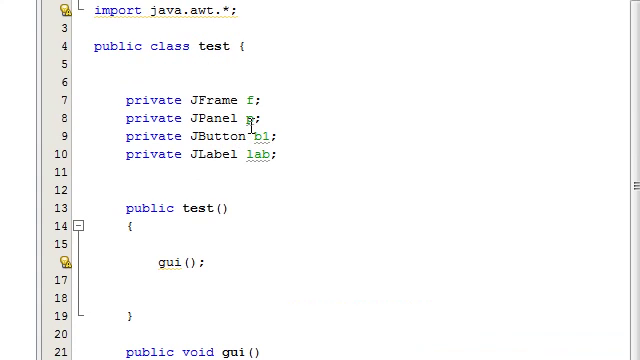 import java.awt.*;
3
4 public class test {
5
6
7 private JFrame f;
8 private JPanel p;
9 private JButton b1;
10 private JLabel lab;
11
12
13 public test()
14 {
15
gui();
17
18
19 }
20
21 public void gui()